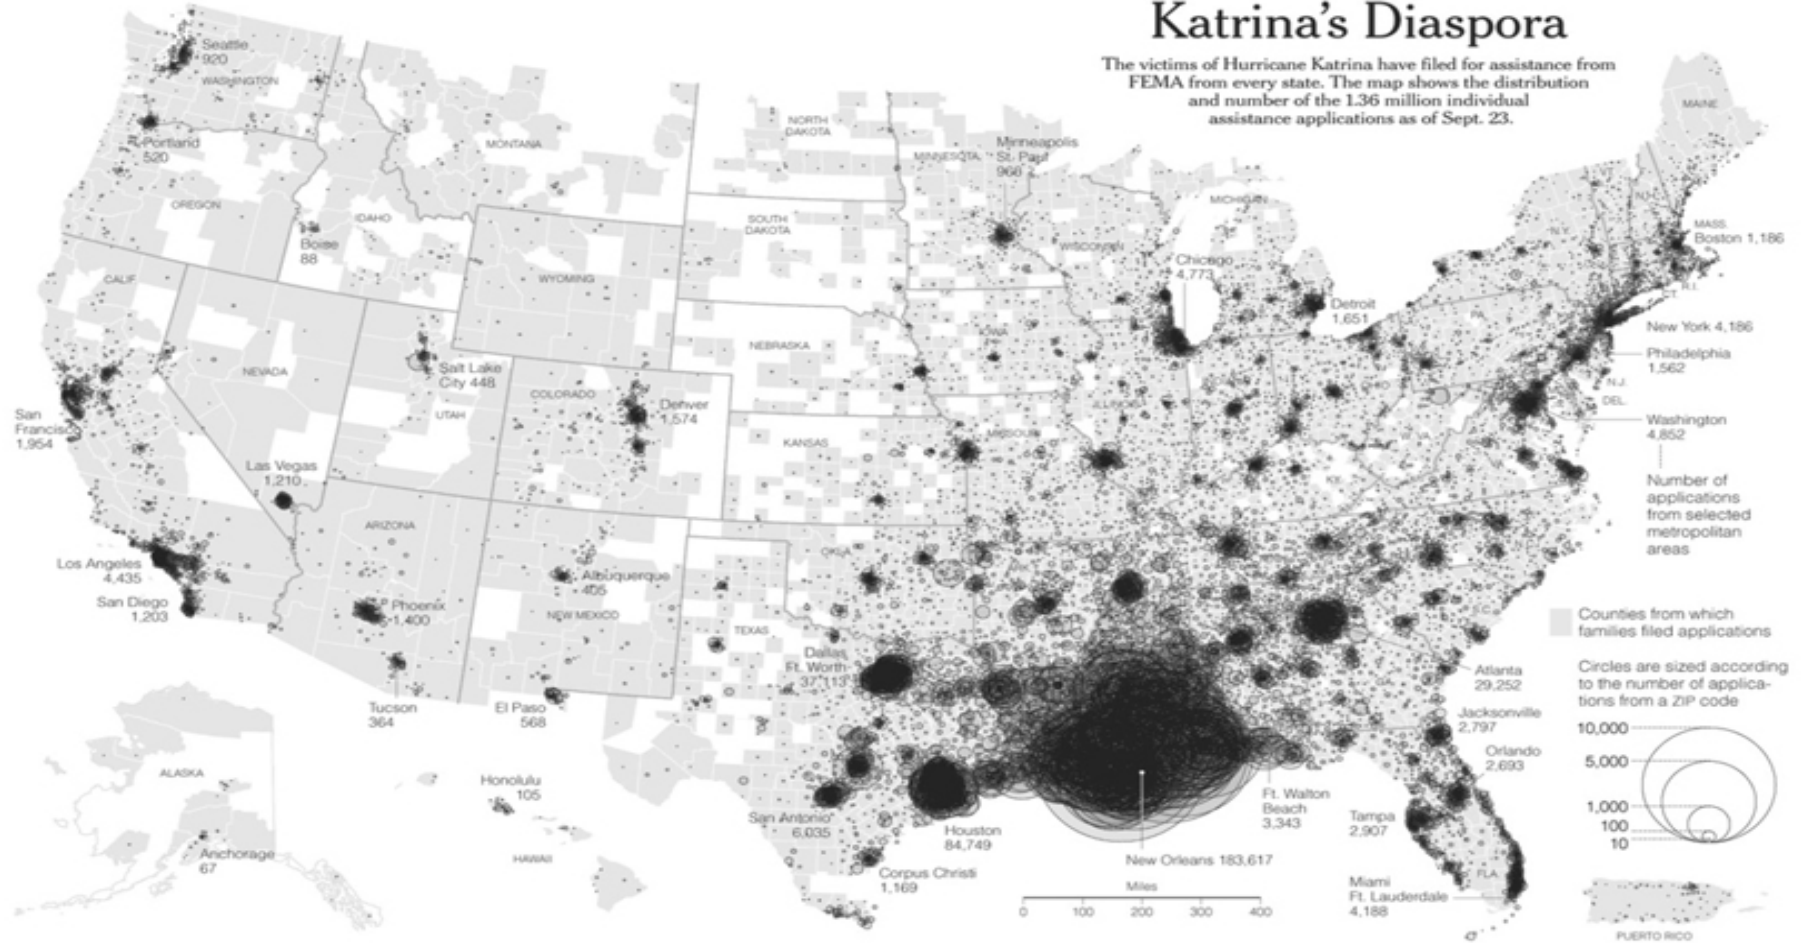 Katrina's Diaspora
The victims of Hurricane Katrina have filed for assistance from
FEMA from every state. The map shows the distribution
and number of the 1.36 million individual
assistance applications as of Sept. 23.
Seattle
920
WASHINGTON
Portland
520
OREGON
MONTANA
IDAHO
Boise
88
NORTH
DAKOTA
SOUTH
DAKOTA
MINNESOTA
Minneapolis
St. Paul
966
WISCONSIN
MICHIGAN
MAINE
N.H.
N.Y.
MASS.
Boston 1,186
R.I.
CT.
WYOMING
CALIF.
NEVADA
Salt Lake
City 448
UTAH
COLORADO
Denver
1,574
NEBRASKA
KANSAS
IOWA
ILLINOIS
MISSOURI
Chicago
4,773
Detroit
1,651
PA.
New York 4,186
Philadelphia
1,562
N.J.
DEL.
Washington
4,852
Number of
applications
from selected
metropolitan
areas
San
Francisco
1,954
Las Vegas
1,210
Los Angeles
4,435
San Diego
1,203
ARIZONA
Phoenix
1,400
Tucson
364
Albuquerque
405
NEW MEXICO
El Paso
568
OKLA.
TEXAS
Dallas
Ft. Worth
37,113
KY.
S.C.
GA.
Atlanta
29,252
Jacksonville
2,797
Orlando
2,693
Tampa
2,907
Miami
Ft. Lauderdale
4,188
FLA.
Ft. Walton
Beach
3,343
New Orleans 183,617
Houston
84,749
San Antonio
6,035
Corpus Christi
1,169
ALASKA
Anchorage
67
Honolulu
105
HAWAII
Miles
0 100 200 300 400
Counties from which
families filed applications
Circles are sized according
to the number of applica-
tions from a ZIP code
10,000
5,000
1,000
100
10
PUERTO RICO